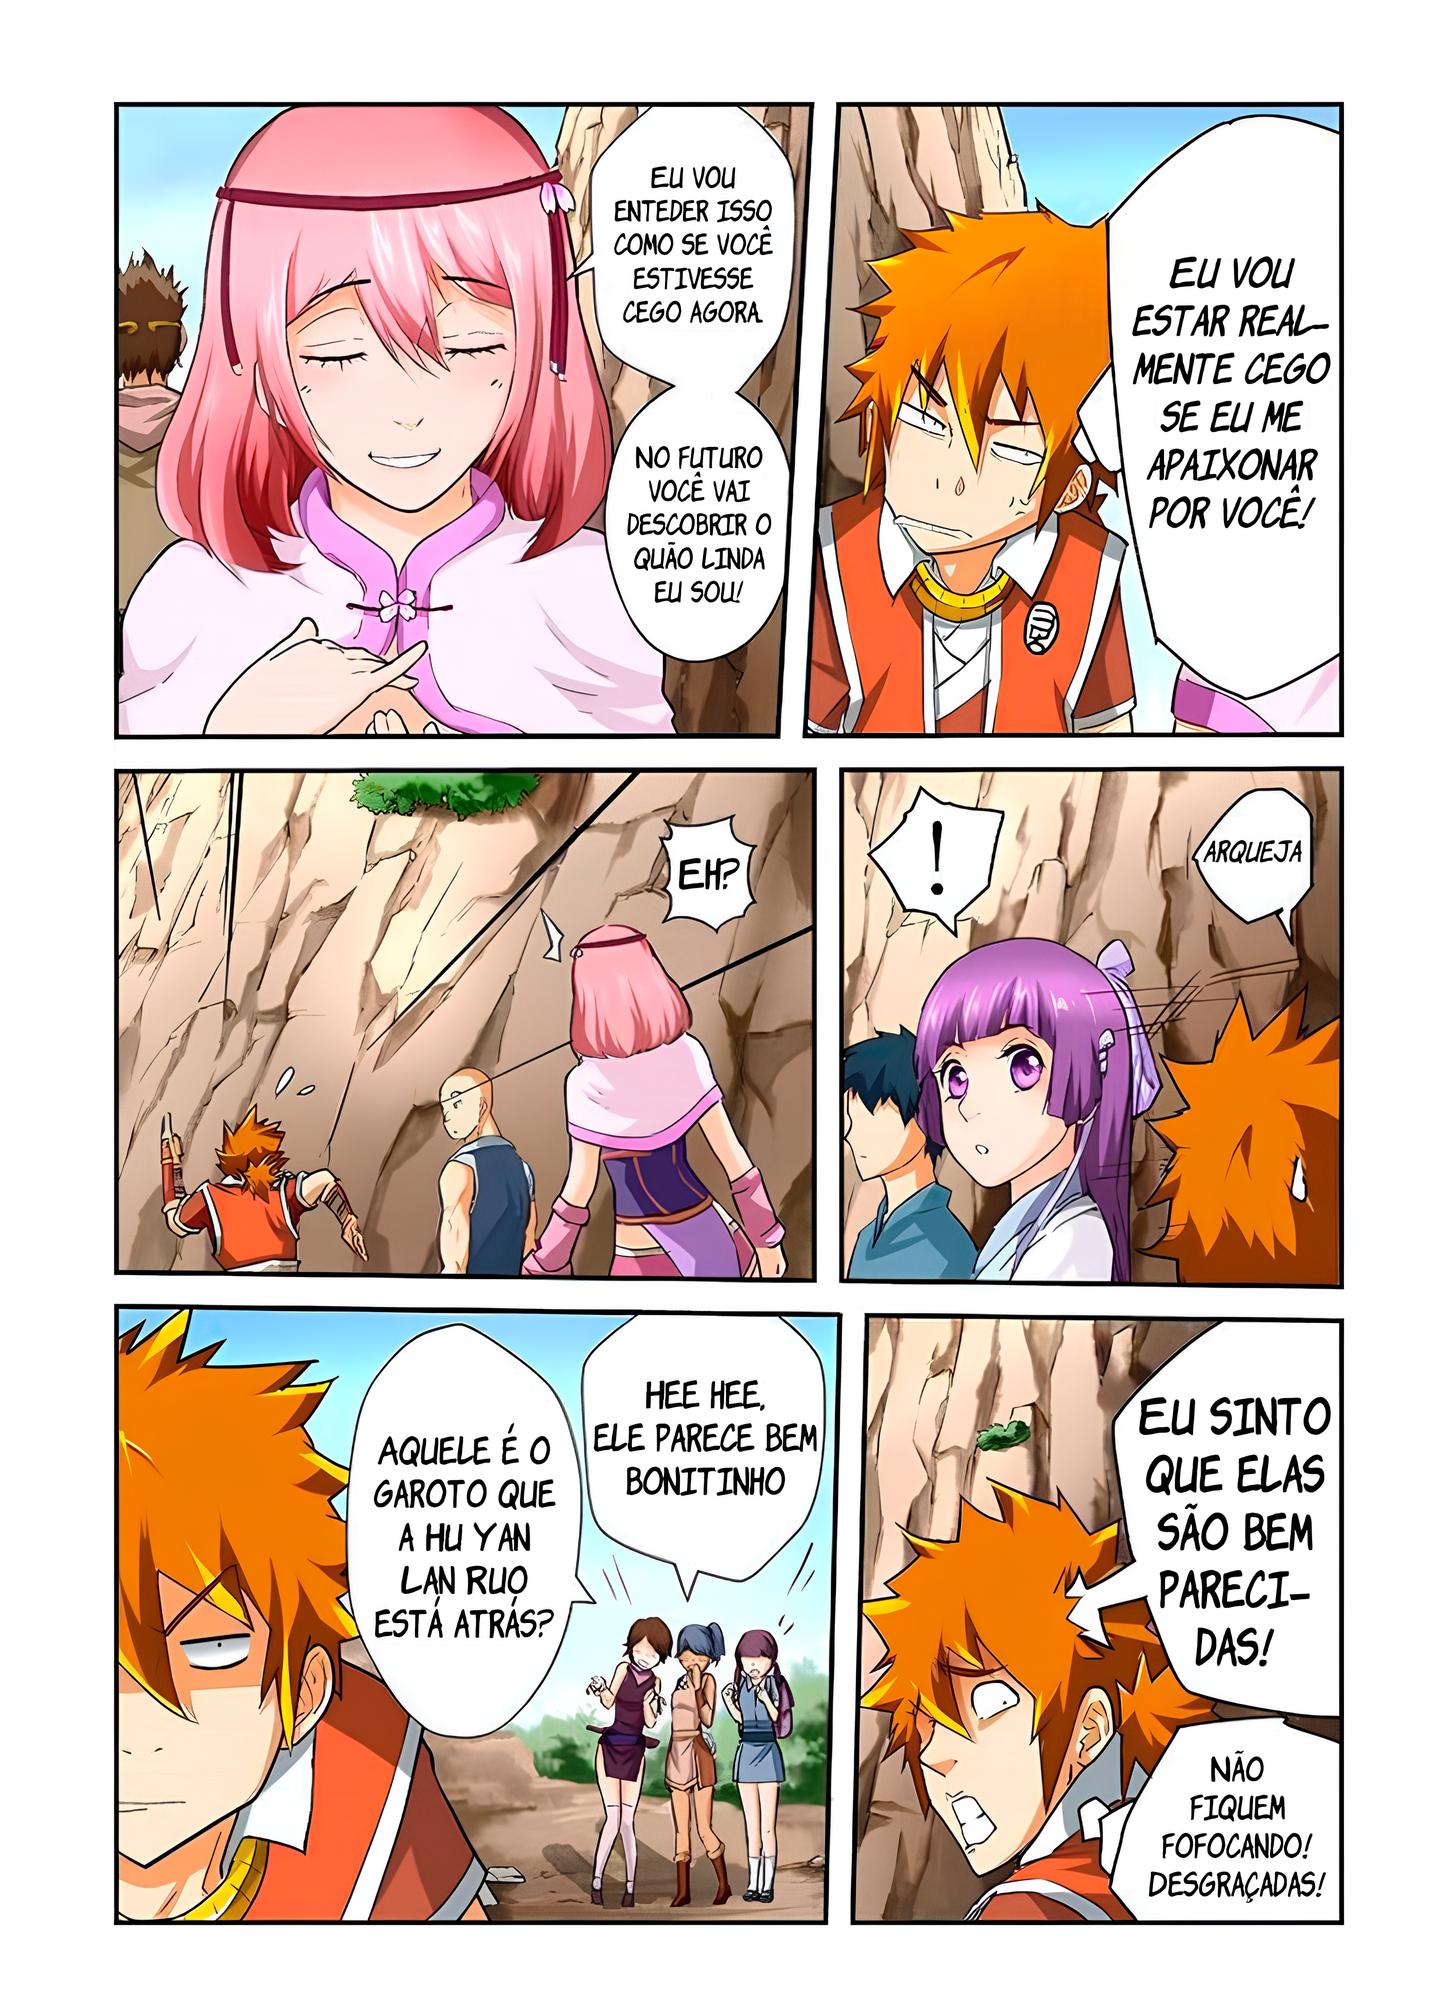 EU VOU
ENTEDER ISSO
COMO SE VOCÊ
ESTIVESSE
CEGO AGORA.
NO FUTURO
VOCÊ VAI
DESCOBRIR O
QUÃO LINDA
EU SOU!
EU VOU
ESTAR REAL-
MENTE CEGO
SE EU ME
APAIXONAR
POR VOCÊ!
EH?
!
ARQUEJA
AQUELE É O
GAROTO QUE
A HU YAN
LAN RUO
ESTÁ ATRÁS?
HEE HEE,
ELE PARECE BEM
BONITINHO
EU SINTO
QUE ELAS
SÃO BEM
PARECI-
DAS!
NÃO
FIQUEM
FOFOCANDO!
DESGRAÇADAS!